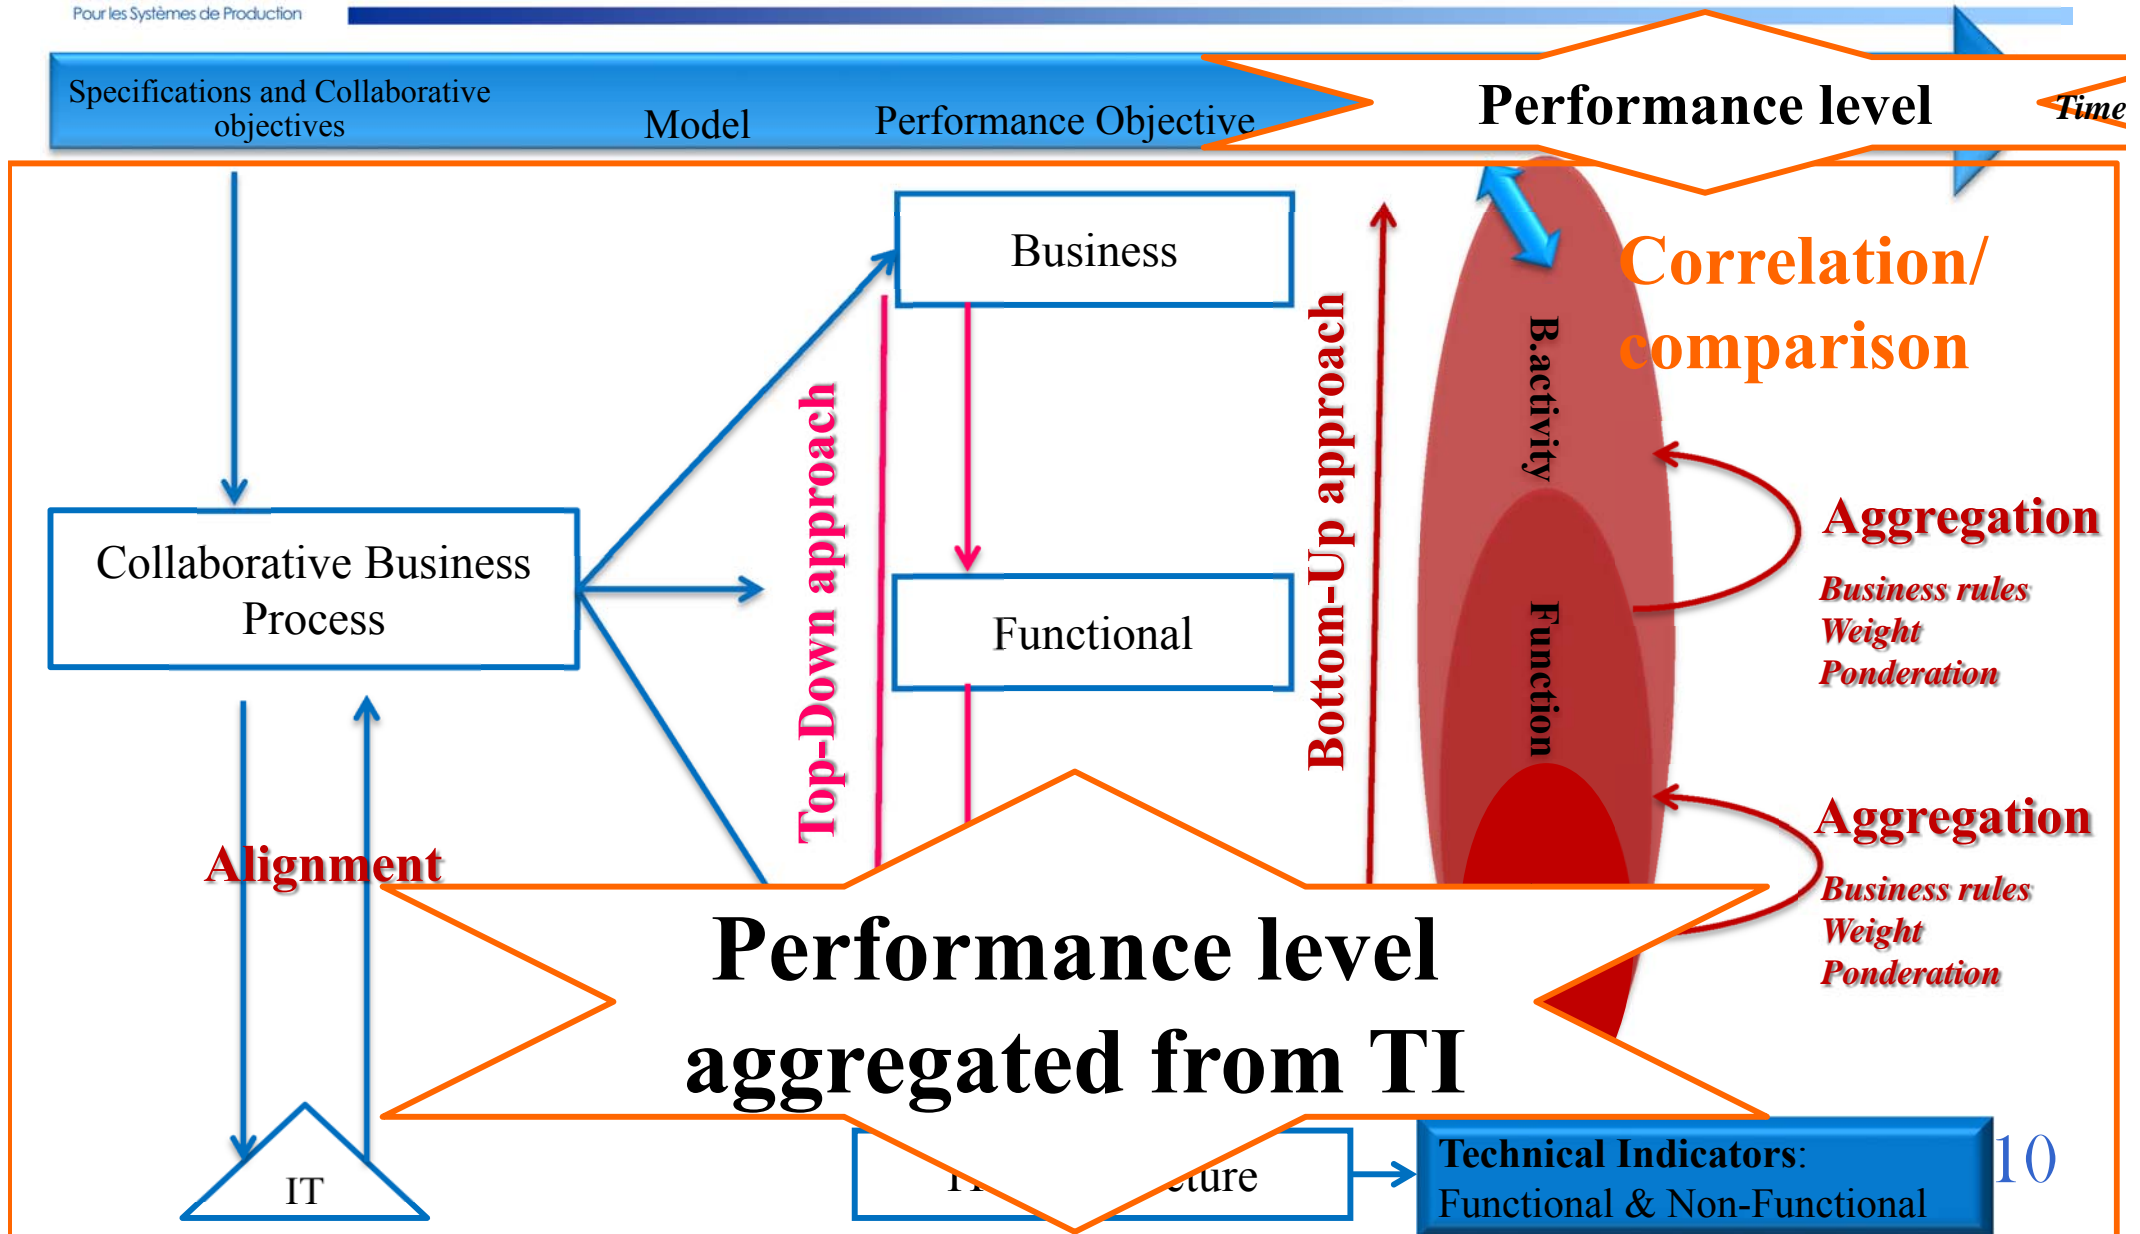 Pour les Systèmes de Production
Specifications and Collaborative
objectives
Model
Performance Objective
Performance level
Time
Business
Correlation/
comparison
B.activity
Bottom-Up approach
Top-Down approach
Collaborative Business
Process
Functional
Function
Aggregation
Business rules
Weight
Ponderation
Aggregation
Business rules
Weight
Ponderation
Alignment
Performance level
aggregated from TI
IT
Technical Indicators:
Functional & Non-Functional
10